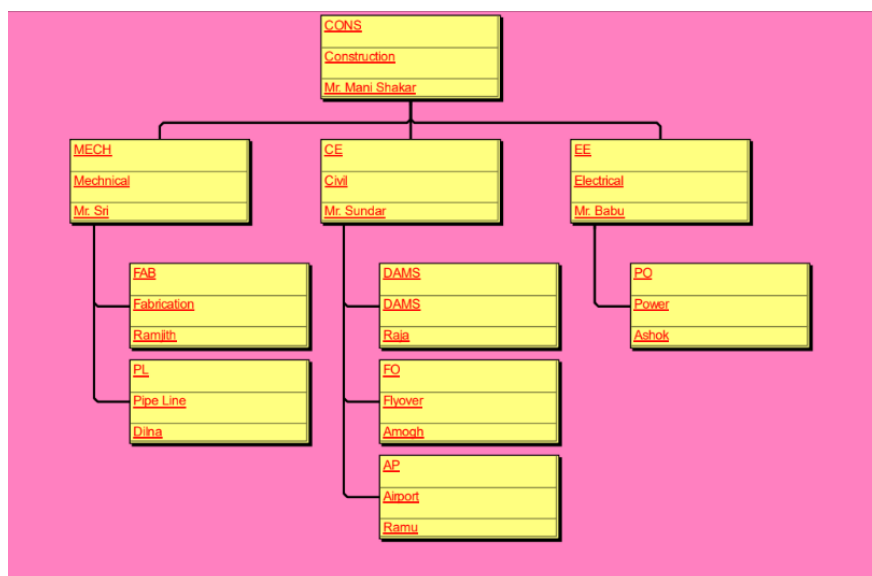 CONS
Construction
Mr. Mani Shakar
MECH
Mechnical
Mr. Sri
CE
Civil
Mr. Sundar
EE
Electrical
Mr. Babu
FAB
Fabrication
Ramjith
PL
Pipe Line
Dilna
DAMS
DAMS
Raja
FO
Flyover
Amogh
AP
Airport
Ramu
PO
Power
Ashok